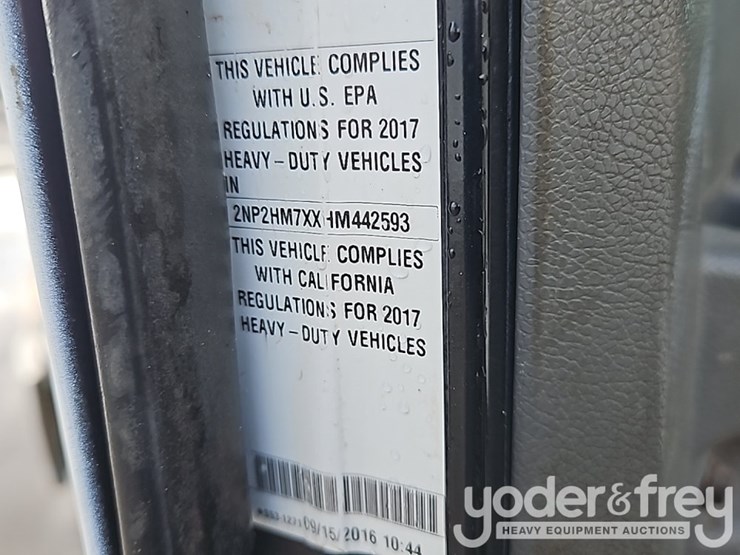 THIS VEHICLE COMPLIES
WITH U.S. EPA
REGULATIONS FOR 2017
HEAVY-DUTY VEHICLES
IN
2NP2HM7XXHM442593
THIS VEHICLE COMPLIES
WITH CALIFORNIA
REGULATIONS FOR 2017
HEAVY-DUTY VEHICLES
09/15/2016 10:44
yoder&frey
HEAVY EQUIPMENT AUCTIONS